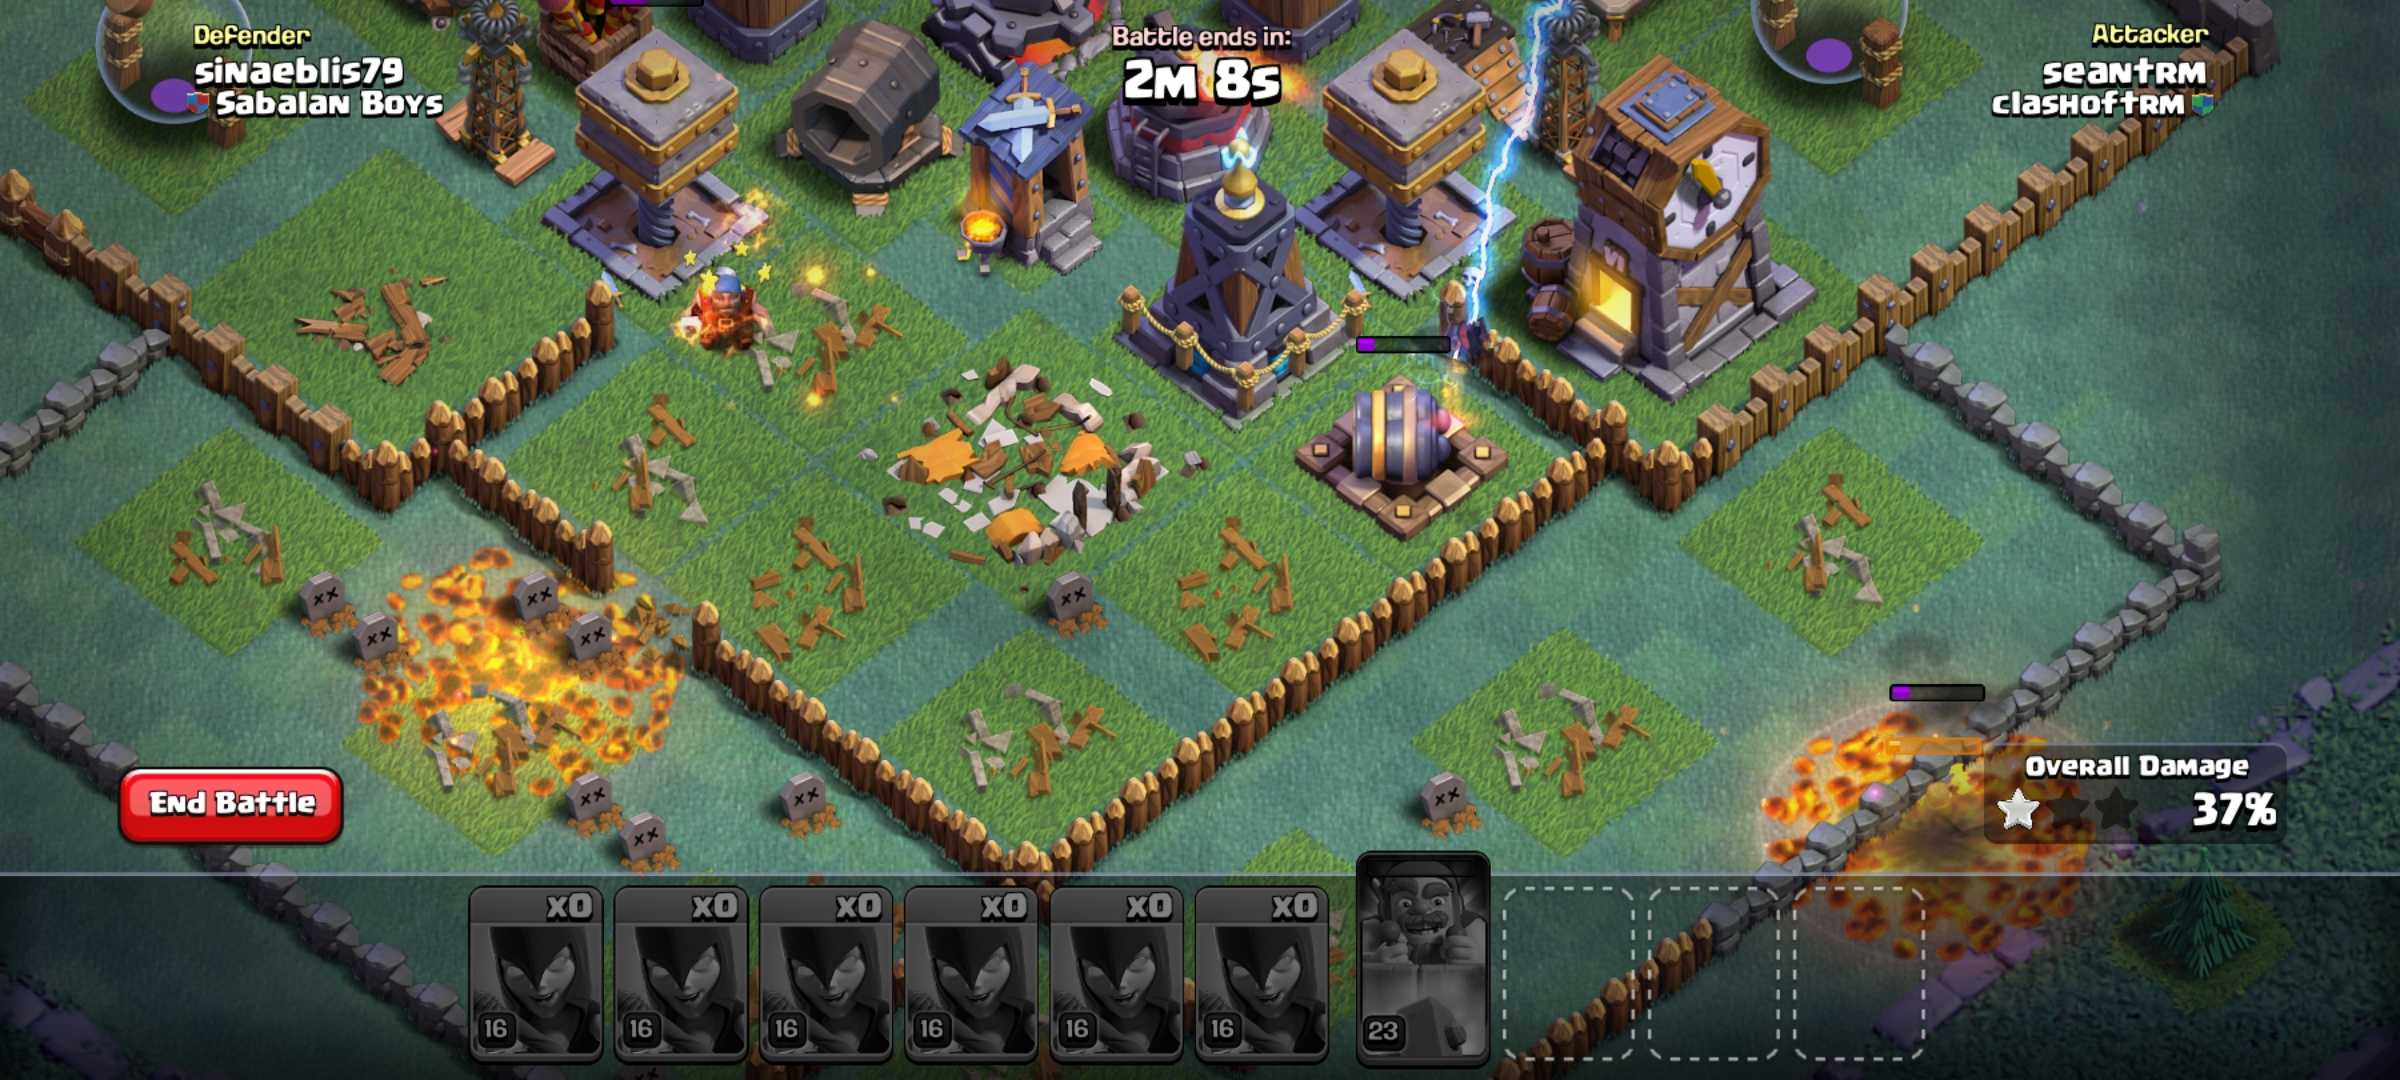 Defender
sinaeblis79
Sabalan Boys
Battle ends in:
2M 8s
Attacker
seantRM
clashoftRM
VI
End Battle
Overall Damage
37%
x0
x0
x0
x0
x0
x0
16
16
16
16
16
16
23